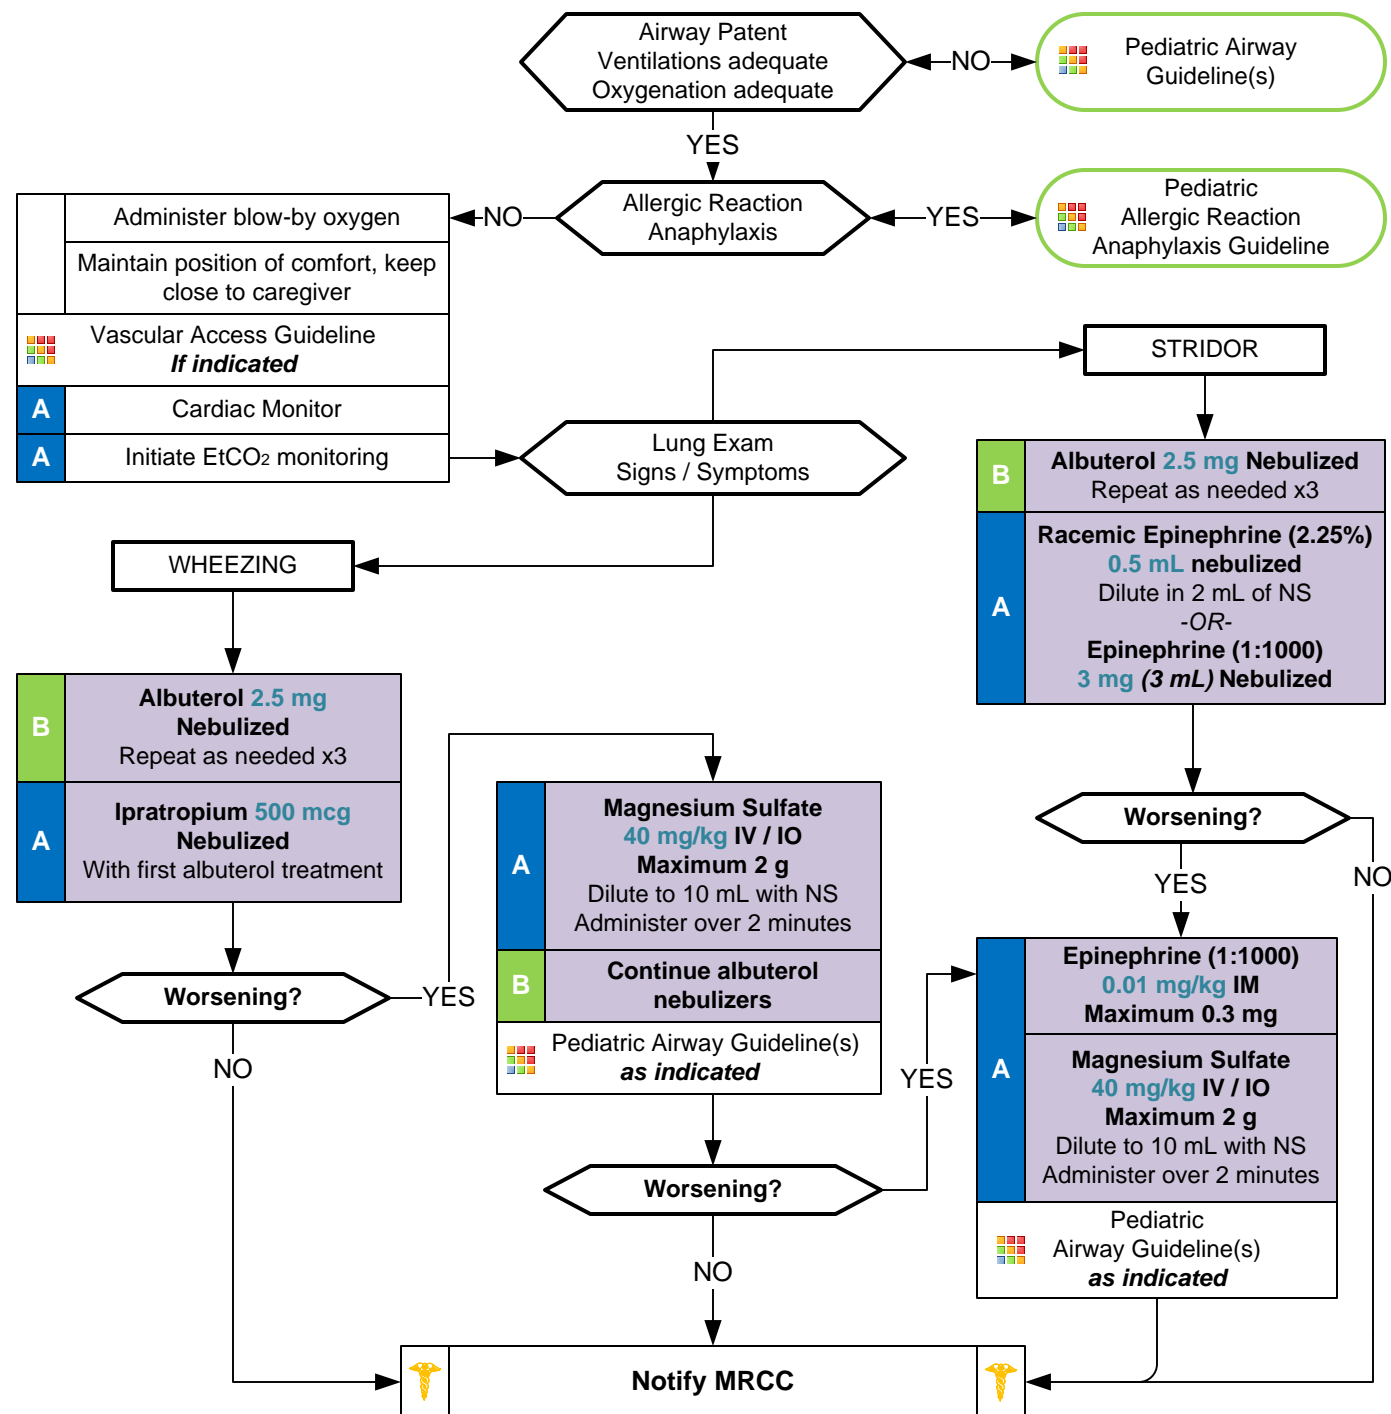 Airway Patent
Ventilations adequate
Oxygenation adequate
NO
Pediatric Airway
Guideline(s)
YES
Allergic Reaction
Anaphylaxis
YES
Pediatric
Allergic Reaction
Anaphylaxis Guideline
NO
Administer blow-by oxygen
Maintain position of comfort, keep
close to caregiver
Vascular Access Guideline
If indicated
A
Cardiac Monitor
A
Initiate EtCO2 monitoring
Lung Exam
Signs / Symptoms
STRIDOR
B
Albuterol 2.5 mg Nebulized
Repeat as needed x3
A
Racemic Epinephrine (2.25%)
0.5 mL nebulized
Dilute in 2 mL of NS
-OR-
Epinephrine (1:1000)
3 mg (3 mL) Nebulized
WHEEZING
B
Albuterol 2.5 mg
Nebulized
Repeat as needed x3
A
Ipratropium 500 mcg
Nebulized
With first albuterol treatment
Worsening?
YES
NO
A
Magnesium Sulfate
40 mg/kg IV / IO
Maximum 2 g
Dilute to 10 mL with NS
Administer over 2 minutes
B
Continue albuterol
nebulizers
Pediatric Airway Guideline(s)
as indicated
Worsening?
YES
NO
Worsening?
YES
NO
A
Epinephrine (1:1000)
0.01 mg/kg IM
Maximum 0.3 mg
Magnesium Sulfate
40 mg/kg IV / IO
Maximum 2 g
Dilute to 10 mL with NS
Administer over 2 minutes
Pediatric
Airway Guideline(s)
as indicated
Notify MRCC